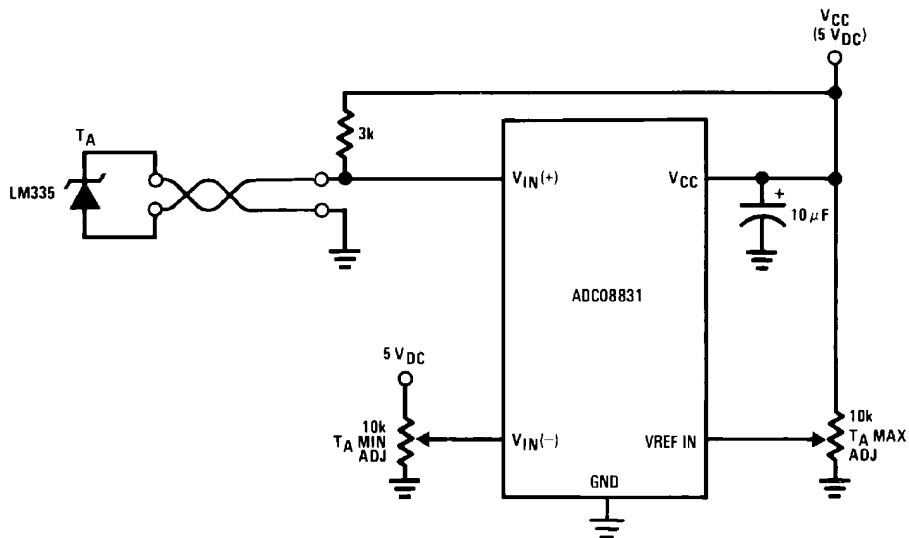 VCC
(5 VDC)
3k
TA
LM335
VIN(+)
VCC
+
10 µF
ADC08831
5 VDC
10k
TA MIN
ADJ
VIN(–)
VREF IN
10k
TA MAX
ADJ
GND